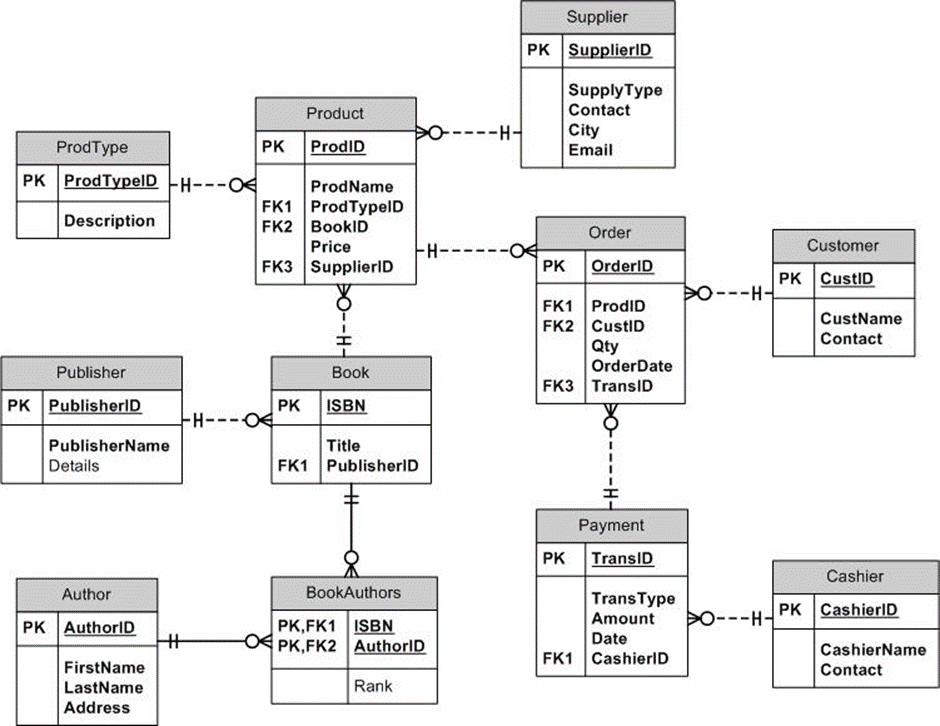 Supplier
PK SupplierID
SupplyType
Contact
City
Email
Product
PK ProdID
ProdName
FK1 ProdTypeID
FK2 BookID
Price
FK3 SupplierID
ProdType
PK ProdTypeID
Description
Order
PK OrderID
FK1 ProdID
FK2 CustID
Qty
OrderDate
FK3 TransID
Customer
PK CustID
CustName
Contact
Publisher
PK PublisherID
PublisherName
Details
Book
PK ISBN
Title
FK1 PublisherID
Payment
PK TransID
TransType
Amount
Date
FK1 CashierID
Cashier
PK CashierID
CashierName
Contact
Author
PK AuthorID
FirstName
LastName
Address
BookAuthors
PK,FK1 ISBN
PK,FK2 AuthorID
Rank